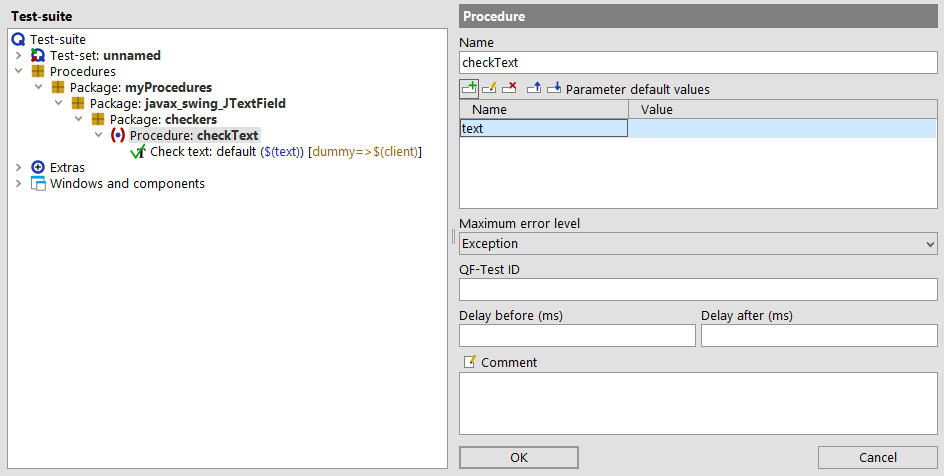 Test-suite
Test-suite
Test-set: unnamed
Procedures
Package: myProcedures
Package: javax_swing_JTextField
Package: checkers
Procedure: checkText
Check text: default ($(text)) [dummy=>$(client)]
Extras
Windows and components
Procedure
Name
checkText
Parameter default values
Name Value
text
Maximum error level
Exception
QF-Test ID
Delay before (ms) Delay after (ms)
Comment
OK Cancel